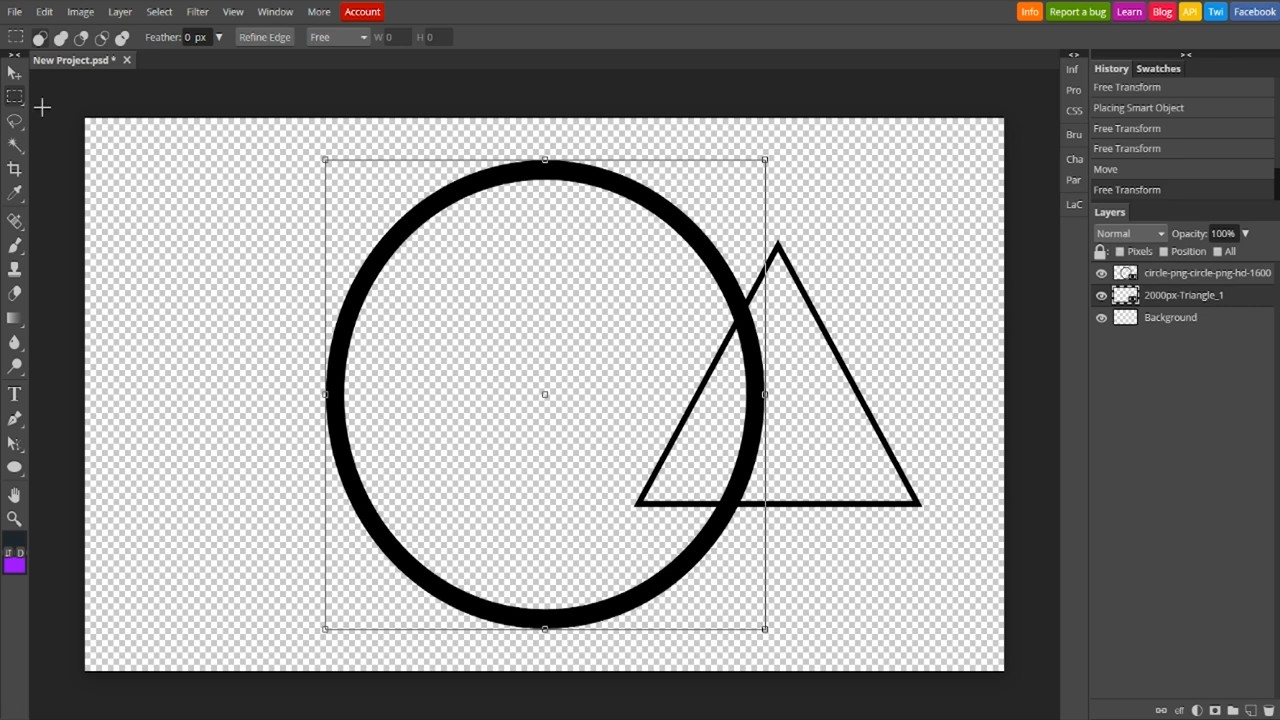 File Edit Image Layer Select Filter View Window More Account Info Report a bug Learn Blog API Twi Facebook
Feather: 0 px Refine Edge Free W 0 H 0
New Project.psd *
Inf
Pro
CSS
Bru
Cha
Par
LaC
History Swatches
Free Transform
Placing Smart Object
Free Transform
Free Transform
Move
Free Transform
Layers
Normal Opacity: 100%
Pixels Position All
circle-png-circle-png-hd-1600
2000px-Triangle_1
Background
T
D
eff